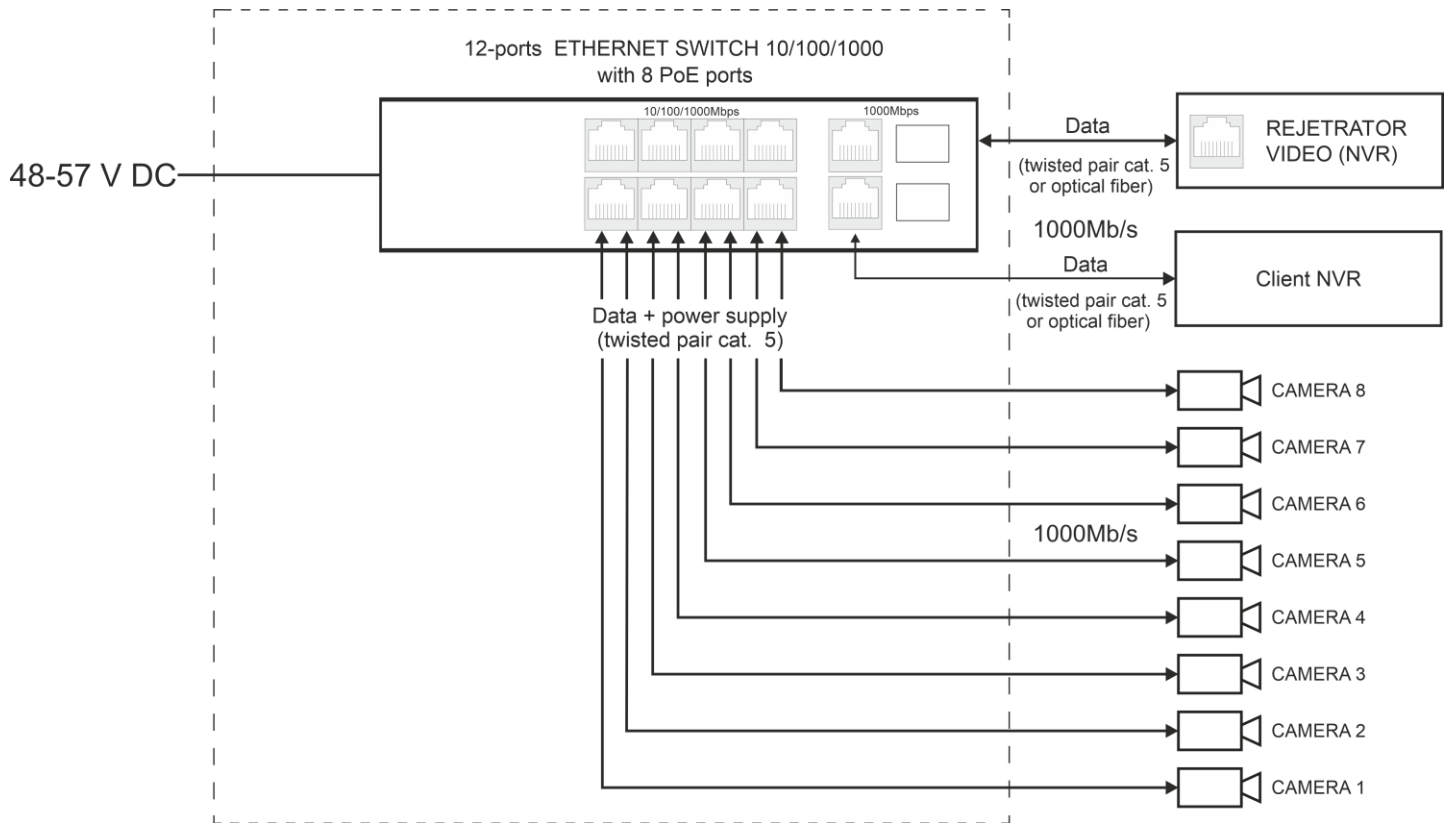 12-ports ETHERNET SWITCH 10/100/1000
with 8 PoE ports
10/100/1000Mbps
1000Mbps
48-57 V DC
Data
(twisted pair cat. 5
or optical fiber)
REJETRATOR
VIDEO (NVR)
1000Mb/s
Data
(twisted pair cat. 5
or optical fiber)
Client NVR
Data + power supply
(twisted pair cat. 5)
CAMERA 8
CAMERA 7
CAMERA 6
1000Mb/s
CAMERA 5
CAMERA 4
CAMERA 3
CAMERA 2
CAMERA 1